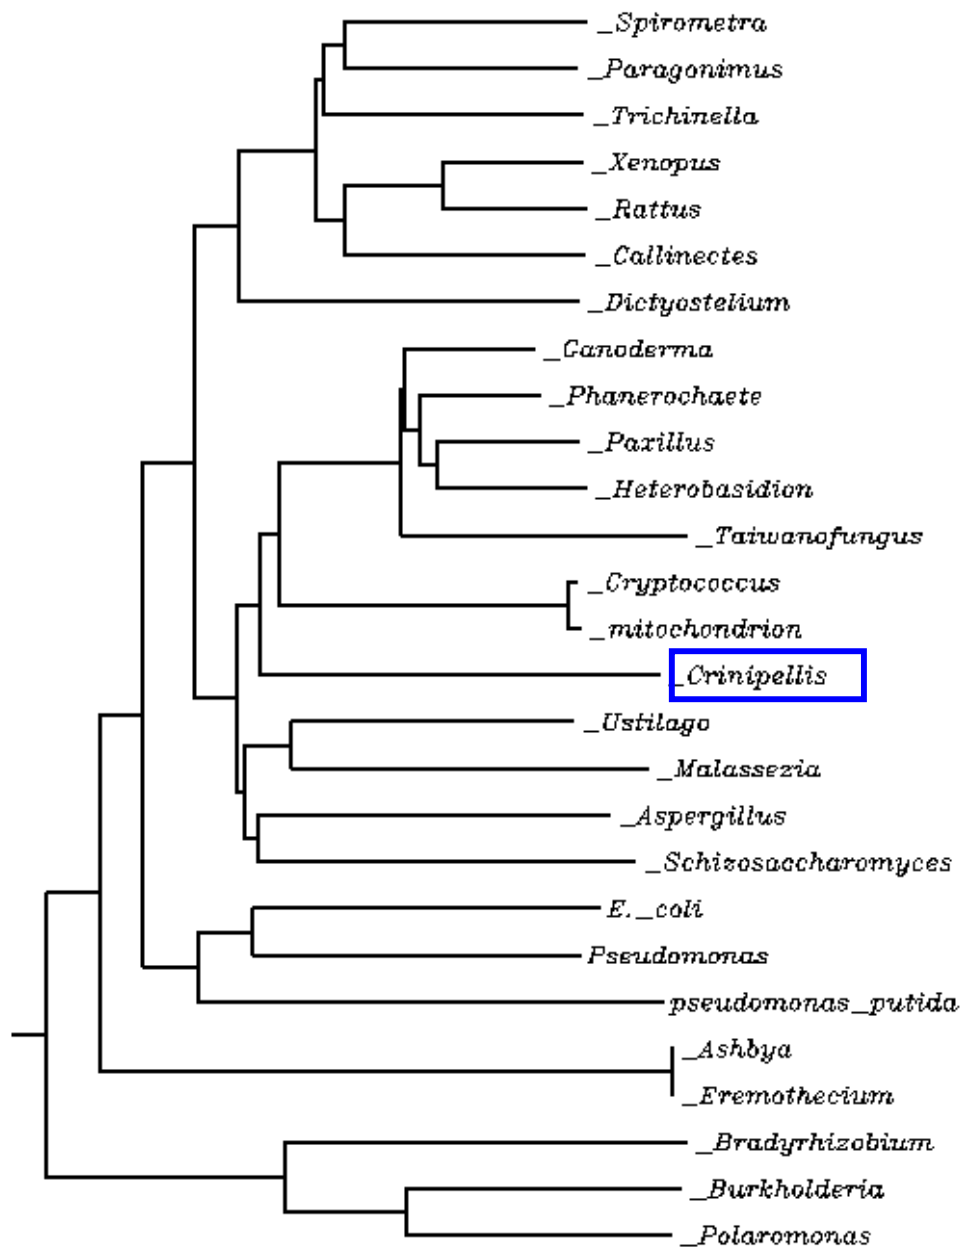 _Spirometra
_Paragonimus
_Trichinella
_Xenopus
_Rattus
_Callinectes
_Dictyostelium
_Ganoderma
_Phanerochaete
_Paxillus
_Heterobasidion
_Taiwanofungus
_Cryptococcus
_mitochondrion
_Crinipellis
_Ustilago
_Malassezia
_Aspergillus
_Schizosaccharomyces
E._coli
Pseudomonas
pseudomonas_putida
_Ashbya
_Eremothecium
_Bradyrhizobium
_Burkholderia
_Polaromonas